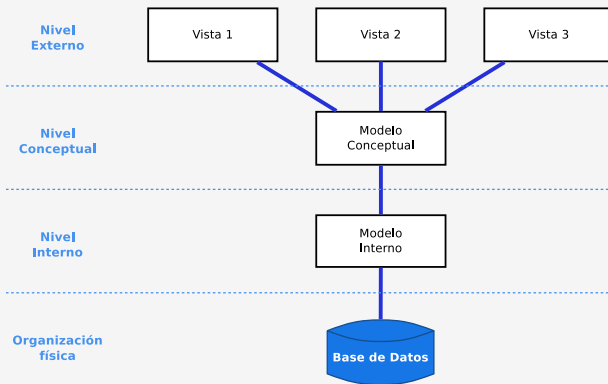 Nivel
Externo
Vista 1
Vista 2
Vista 3
Nivel
Conceptual
Modelo
Conceptual
Nivel
Interno
Modelo
Interno
Organización
física
Base de Datos